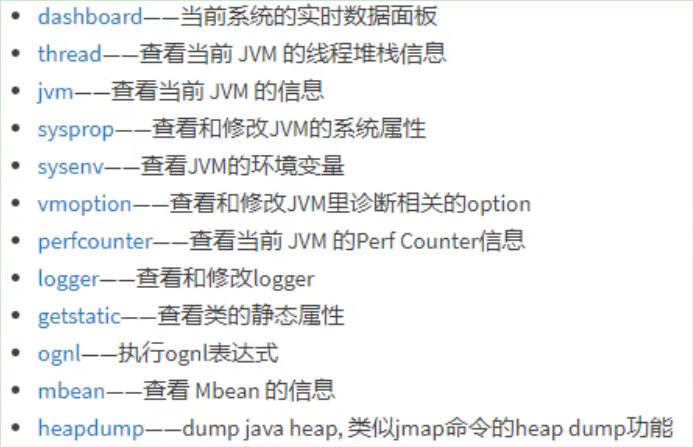 dashboard——当前系统的实时数据面板
thread——查看当前 JVM 的线程堆栈信息
jvm——查看当前 JVM 的信息
sysprop——查看和修改JVM的系统属性
sysenv——查看JVM的环境变量
vmoption——查看和修改JVM里诊断相关的option
perfcounter——查看当前 JVM 的Perf Counter信息
logger——查看和修改logger
getstatic——查看类的静态属性
ognl——执行ognl表达式
mbean——查看 Mbean 的信息
heapdump——dump java heap, 类似jmap命令的heap dump功能